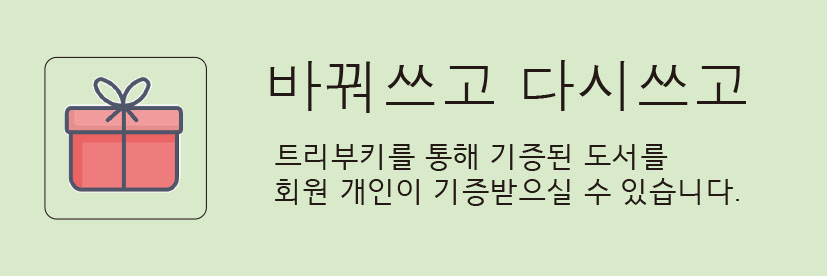 바꿔쓰고 다시쓰고
트리부키를 통해 기증된 도서를
회원 개인이 기증받으실 수 있습니다.